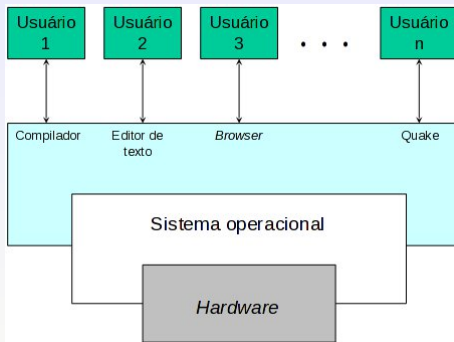 Usuário
1
Usuário
2
Usuário
3
. . .
Usuário
n
Compilador
Editor de
texto
Browser
Quake
Sistema operacional
Hardware